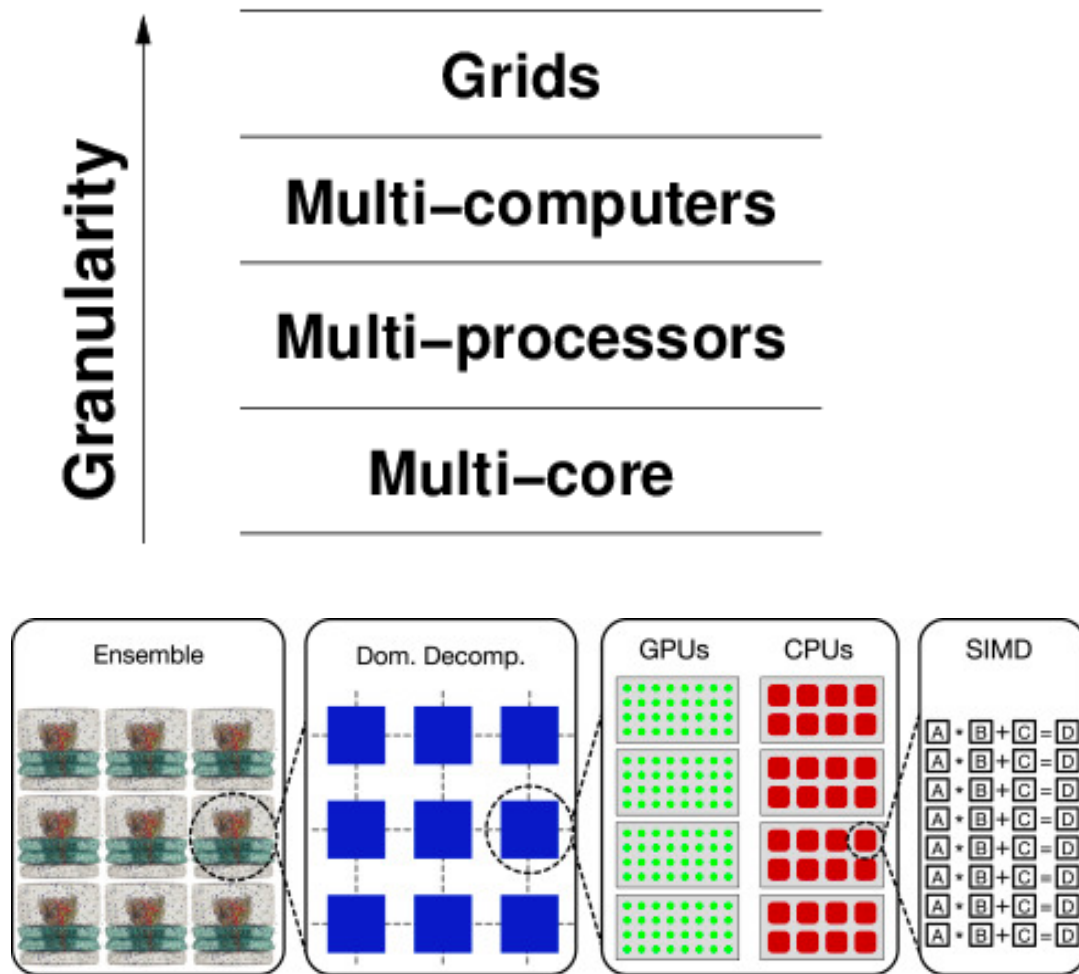 Granularity
Grids
Multi–computers
Multi–processors
Multi–core
Ensemble
Dom. Decomp.
GPUs
CPUs
SIMD
A * B + C = D
A * B + C = D
A * B + C = D
A * B + C = D
A * B + C = D
A * B + C = D
A * B + C = D
A * B + C = D